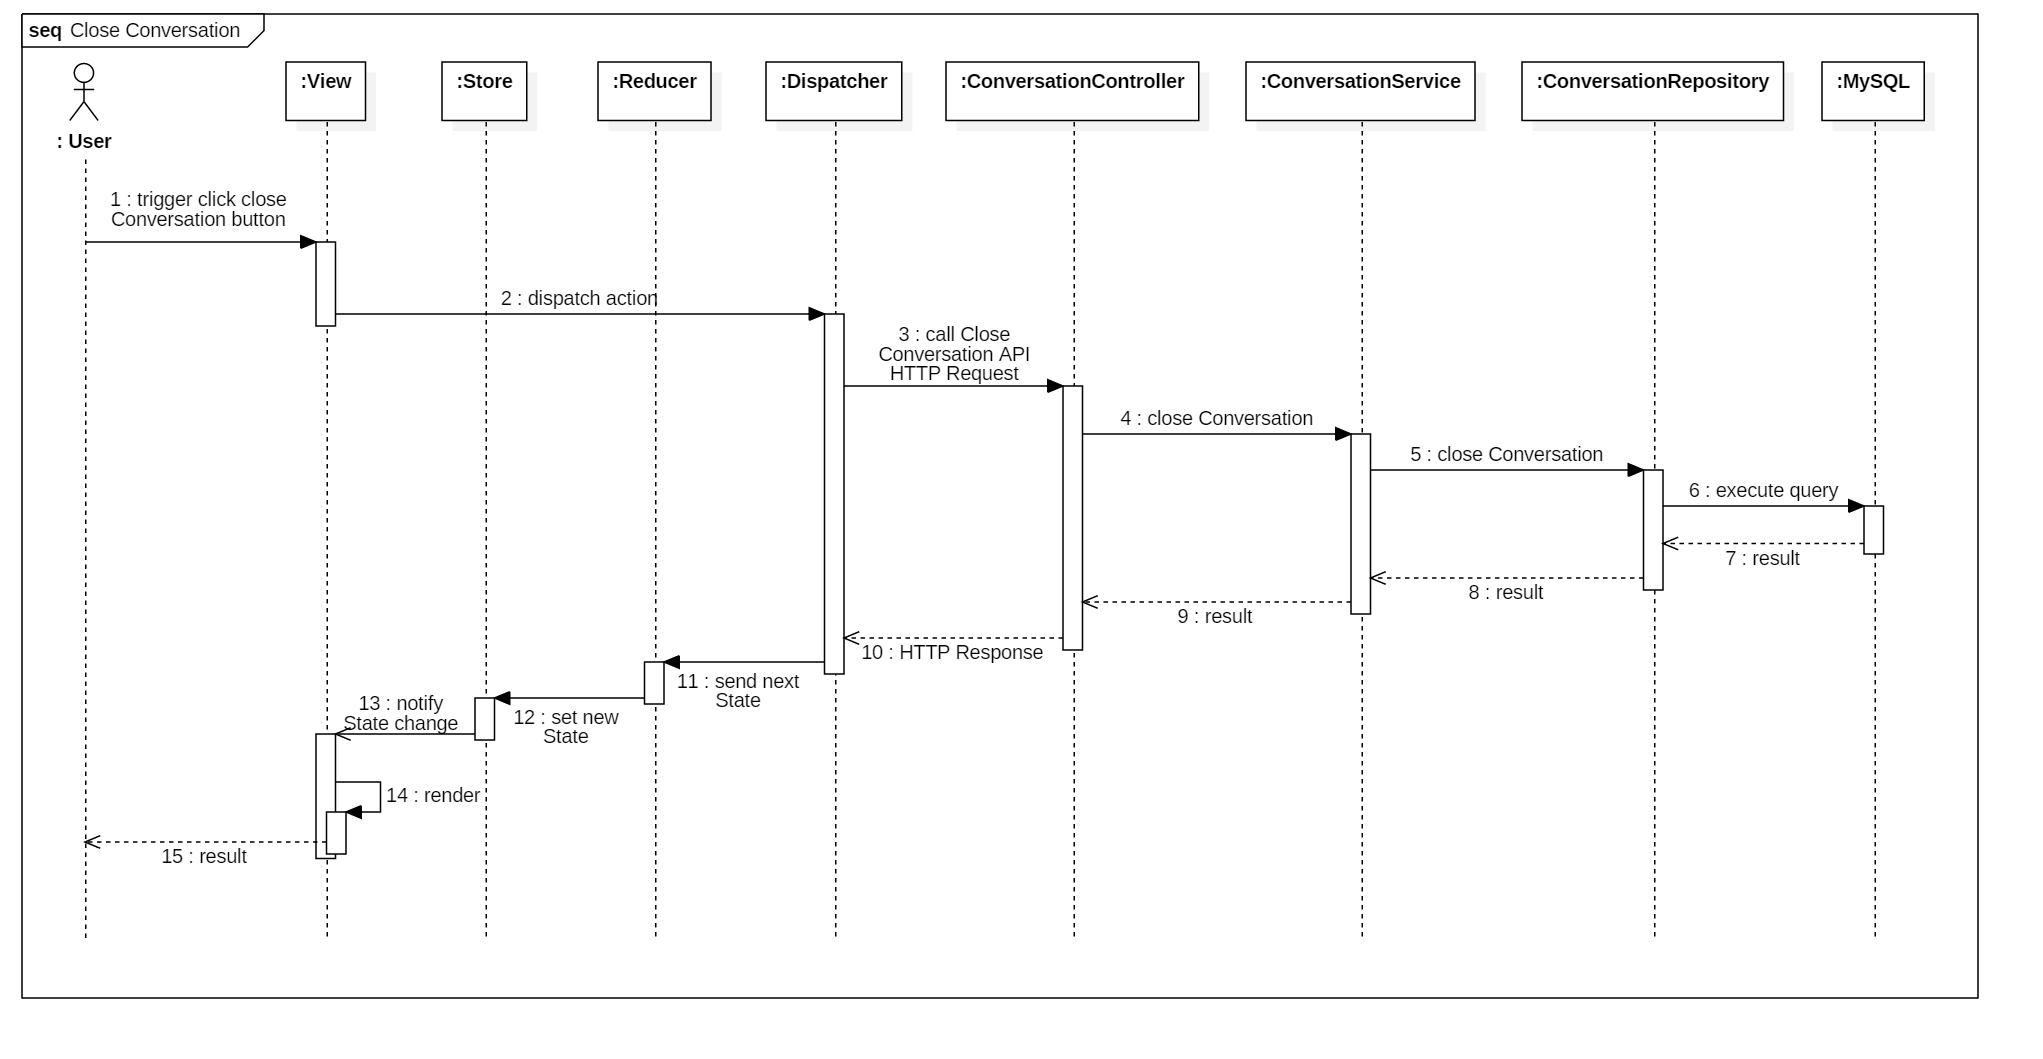 seq Close Conversation
:View
:Store
:Reducer
:Dispatcher
:ConversationController
:ConversationService
:ConversationRepository
:MySQL
: User
1 : trigger click close
Conversation button
2 : dispatch action
3 : call Close
Conversation API
HTTP Request
4 : close Conversation
5 : close Conversation
6 : execute query
7 : result
8 : result
9 : result
10 : HTTP Response
11 : send next
State
12 : set new
State
13 : notify
State change
14 : render
15 : result